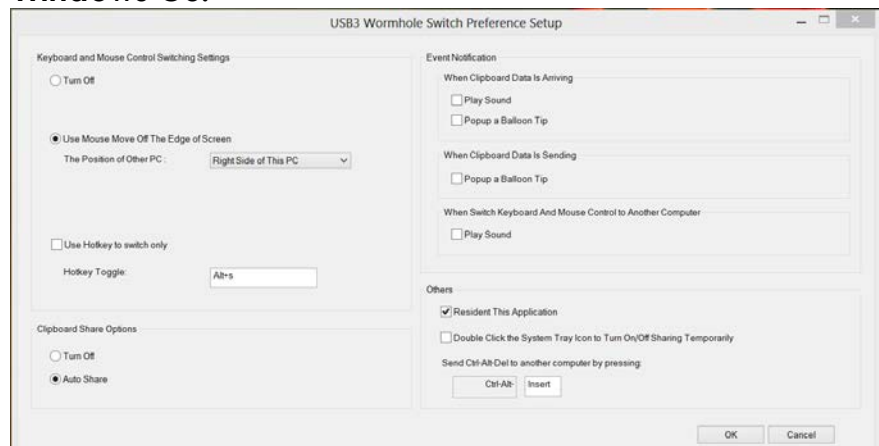 USB3 Wormhole Switch Preference Setup
Keyboard and Mouse Control Switching Settings
Turn Off
Use Mouse Move Off The Edge of Screen
The Position of Other PC :
Right Side of This PC
Use Hotkey to switch only
Hotkey Toggle:
Alt+s
Clipboard Share Options
Turn Off
Auto Share
Event Notification
When Clipboard Data Is Arriving
Play Sound
Popup a Balloon Tip
When Clipboard Data Is Sending
Popup a Balloon Tip
When Switch Keyboard And Mouse Control to Another Computer
Play Sound
Others
Resident This Application
Double Click the System Tray Icon to Turn On/Off Sharing Temporarily
Send Ctrl-Alt-Del to another computer by pressing:
Ctrl-Alt- Insert
OK Cancel